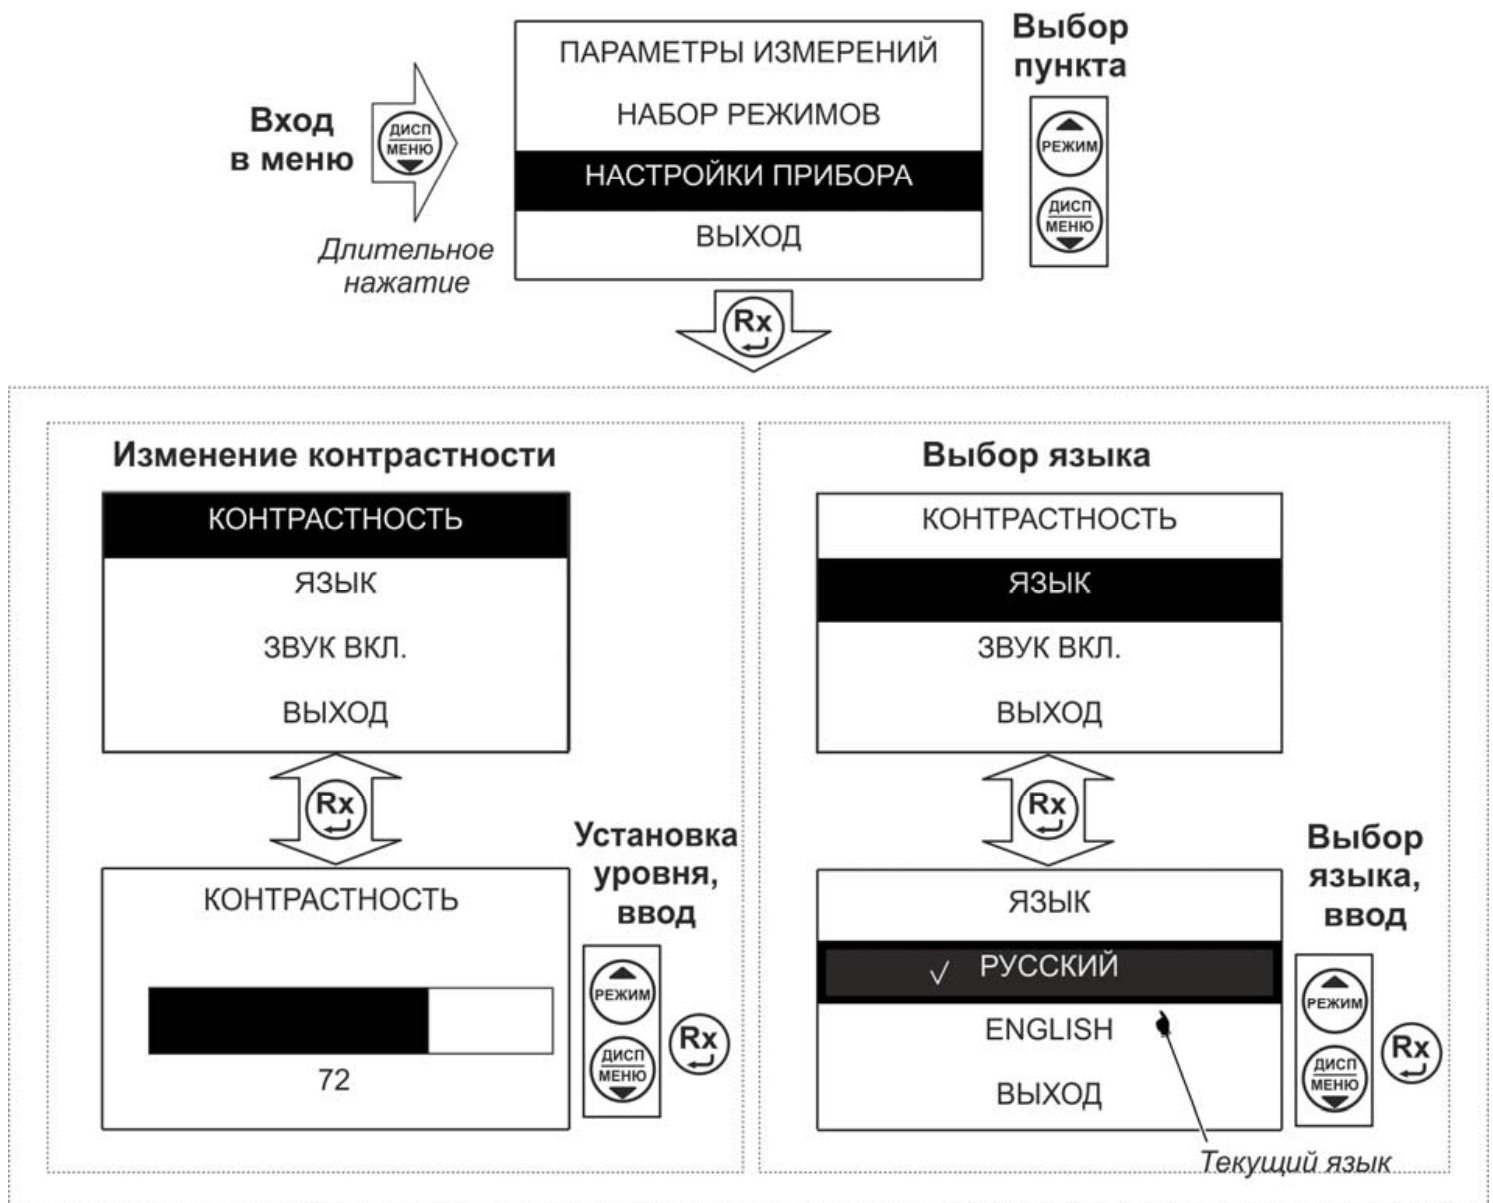 Вход
в меню
ДИСП
МЕНЮ
Длительное
нажатие
ПАРАМЕТРЫ ИЗМЕРЕНИЙ
НАБОР РЕЖИМОВ
НАСТРОЙКИ ПРИБОРА
ВЫХОД
Выбор
пункта
РЕЖИМ
ДИСП
МЕНЮ
Rx
Изменение контрастности
КОНТРАСТНОСТЬ
ЯЗЫК
ЗВУК ВКЛ.
ВЫХОД
Rx
КОНТРАСТНОСТЬ
72
Установка
уровня,
ввод
РЕЖИМ
ДИСП
МЕНЮ
Rx
Выбор языка
КОНТРАСТНОСТЬ
ЯЗЫК
ЗВУК ВКЛ.
ВЫХОД
Rx
ЯЗЫК
√ РУССКИЙ
ENGLISH
ВЫХОД
Выбор
языка,
ввод
РЕЖИМ
ДИСП
МЕНЮ
Rx
Текущий язык